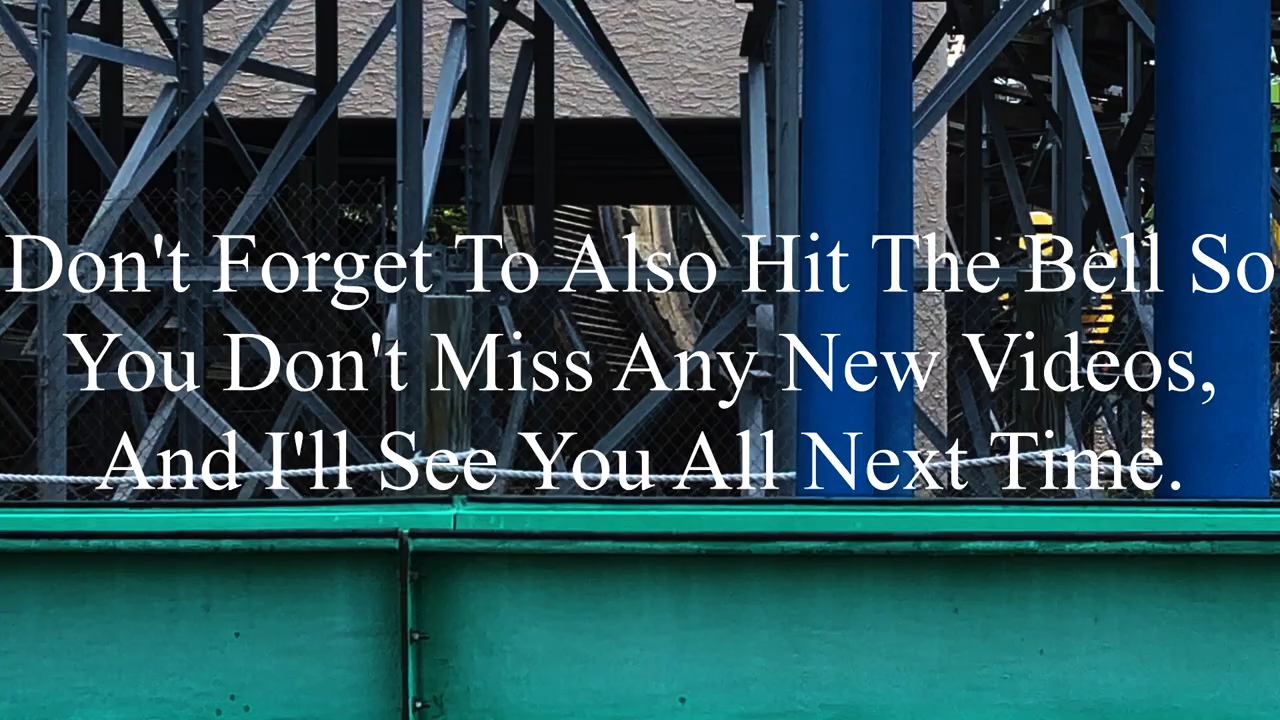 Don't Forget To Also Hit The Bell So
You Don't Miss Any New Videos,
And I'll See You All Next Time.